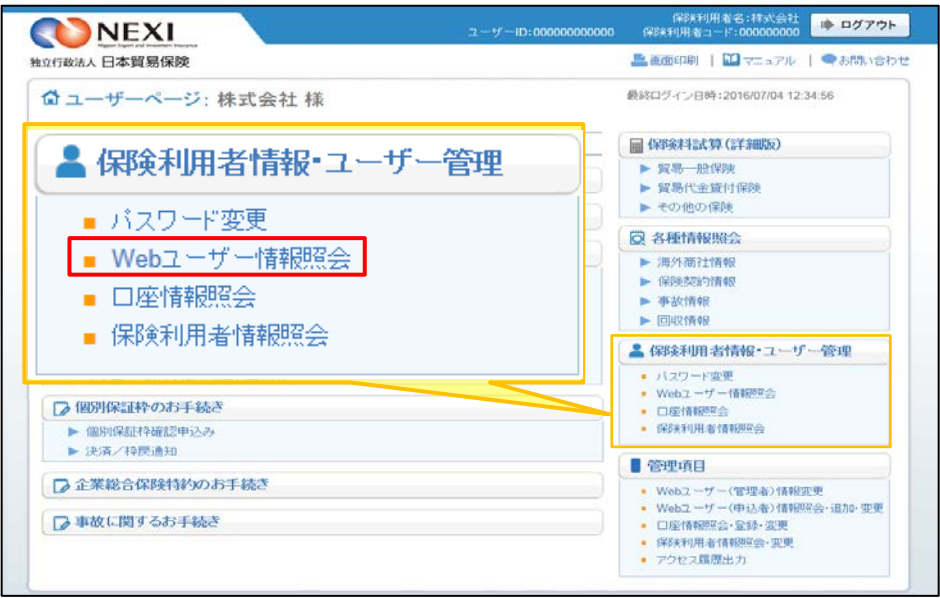 NEXI
Nippon Export and Investment Insurance
独立行政法人 日本貿易保険
ユーザーID:000000000000
保険利用者名:株式会社
保険利用者コード:000000000
ログアウト
画面印刷 | マニュアル | お問い合わせ
ユーザーページ: 株式会社 様
最終ログイン日時:2016/07/04 12:34:56
保険利用者情報・ユーザー管理
パスワード変更
Webユーザー情報照会
口座情報照会
保険利用者情報照会
個別保証枠のお手続き
個別保証枠確認申込み
決済/枠関通知
企業総合保険特約のお手続き
事故に関するお手続き
保険料試算(詳細版)
貿易一般保険
貿易代金貸付保険
その他の保険
各種情報照会
海外商社情報
保険契約情報
事故情報
回収情報
保険利用者情報・ユーザー管理
パスワード変更
Webユーザー情報照会
口座情報照会
保険利用者情報照会
管理項目
Webユーザー(管理者)情報変更
Webユーザー(申込者)情報照会・追加・変更
口座情報照会・登録・変更
保険利用者情報照会・変更
アクセス履歴出力